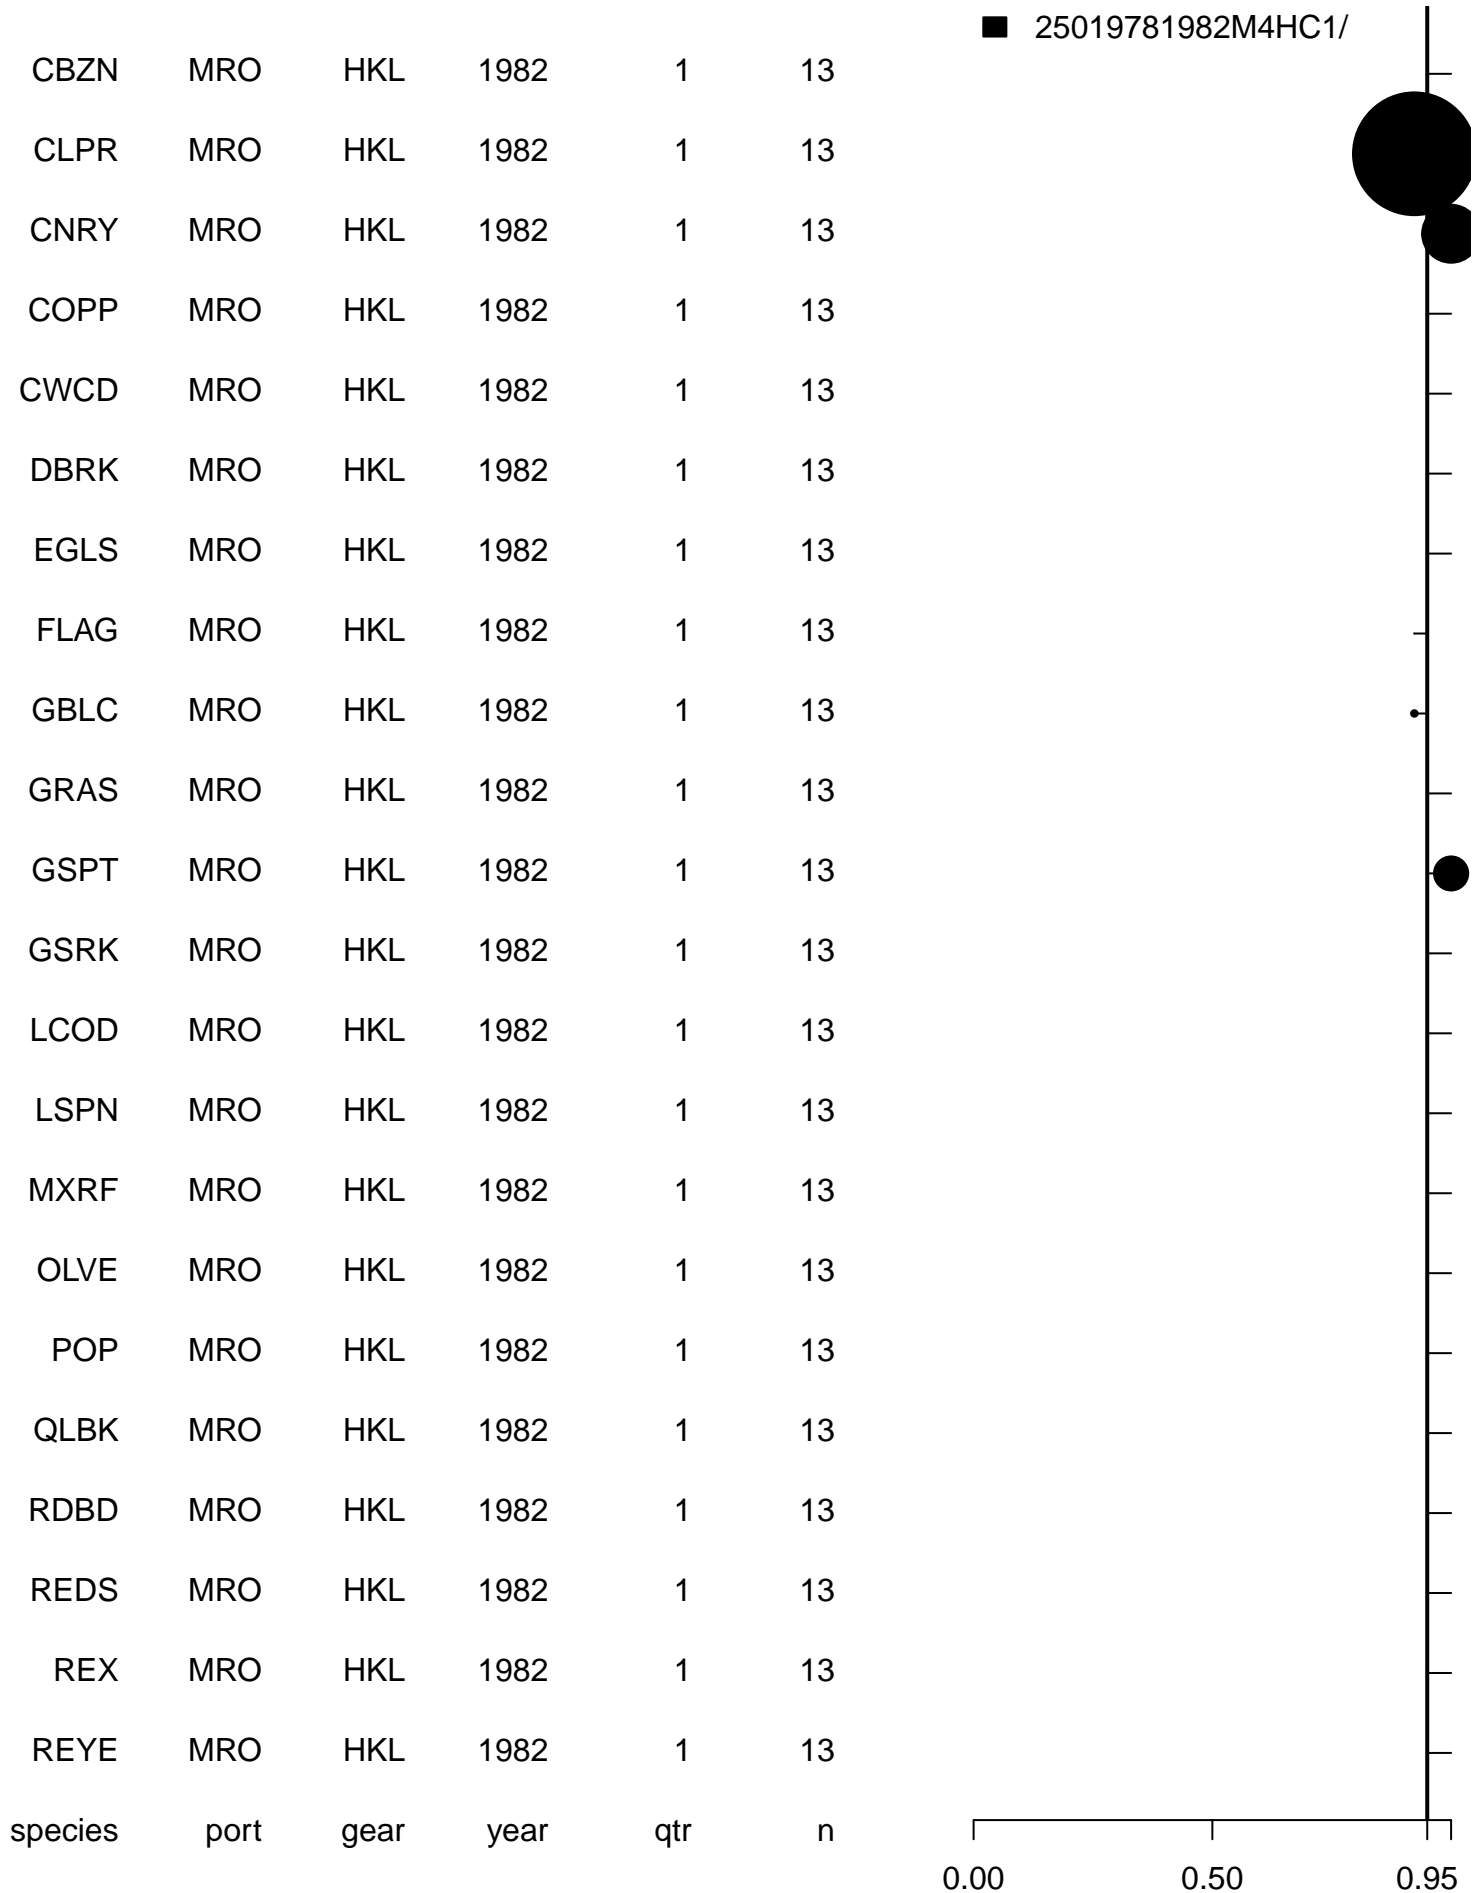 25019781982M4HC1/
CBZN MRO HKL 1982 1 13
CLPR MRO HKL 1982 1 13
CNRY MRO HKL 1982 1 13
COPP MRO HKL 1982 1 13
CWCD MRO HKL 1982 1 13
DBRK MRO HKL 1982 1 13
EGLS MRO HKL 1982 1 13
FLAG MRO HKL 1982 1 13
GBLC MRO HKL 1982 1 13
GRAS MRO HKL 1982 1 13
GSPT MRO HKL 1982 1 13
GSRK MRO HKL 1982 1 13
LCOD MRO HKL 1982 1 13
LSPN MRO HKL 1982 1 13
MXRF MRO HKL 1982 1 13
OLVE MRO HKL 1982 1 13
POP MRO HKL 1982 1 13
QLBK MRO HKL 1982 1 13
RDBD MRO HKL 1982 1 13
REDS MRO HKL 1982 1 13
REX MRO HKL 1982 1 13
REYE MRO HKL 1982 1 13
species port gear year qtr n
0.00 0.50 0.95